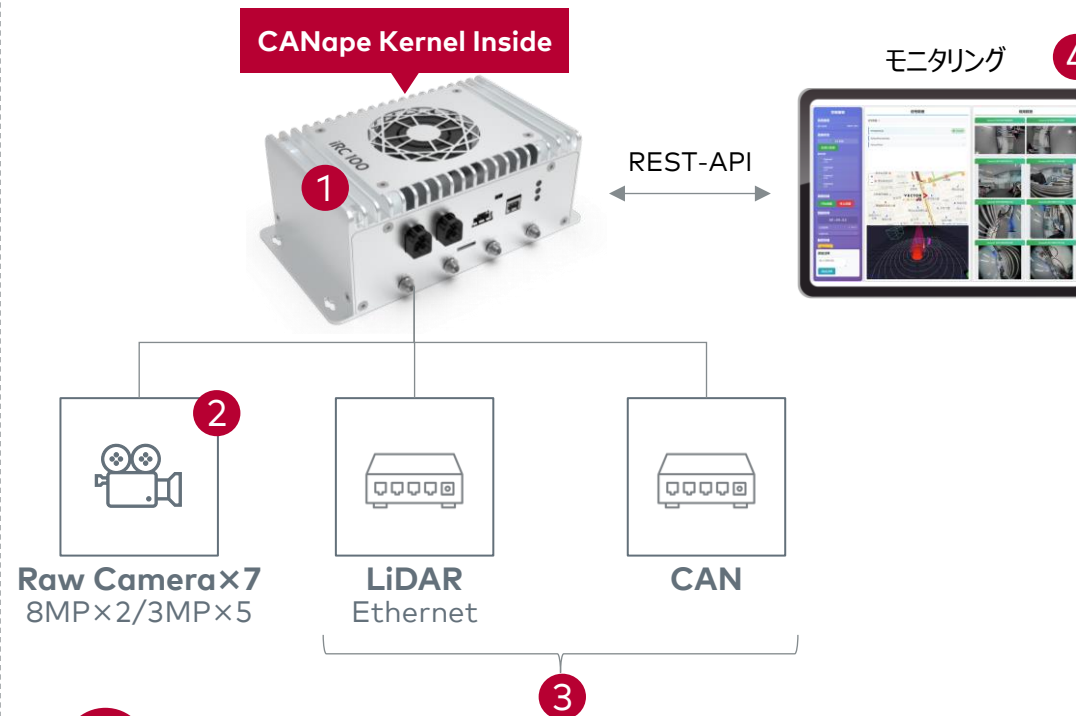 CANape Kernel Inside
モニタリング
4
iRC100
1
REST-API
2
Raw Camera×7
8MP×2/3MP×5
LiDAR
Ethernet
CAN
3